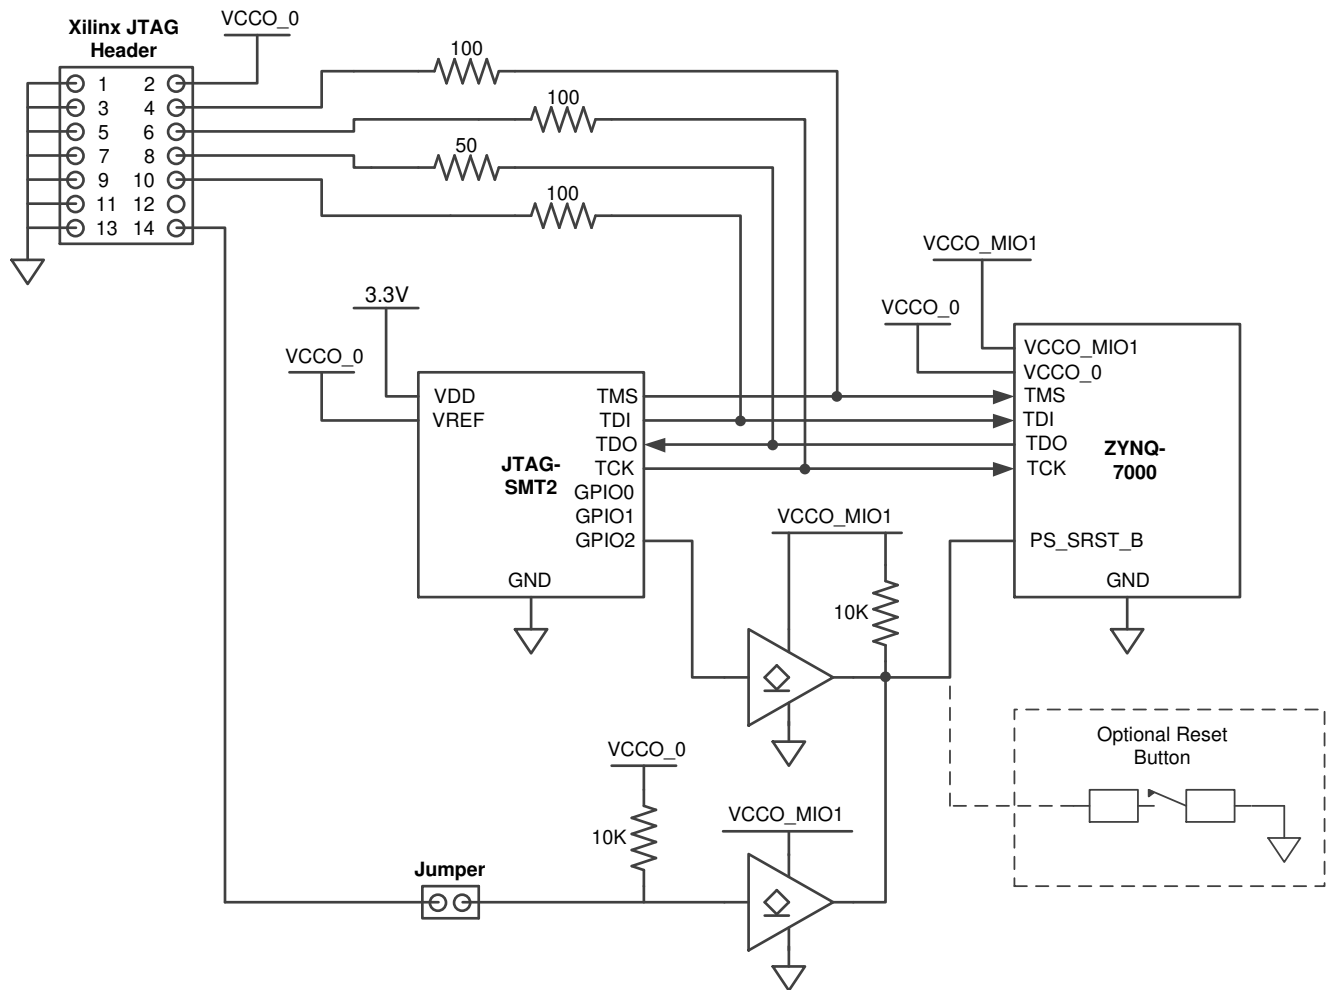 Xilinx JTAG
Header
VCCO_0
1 2
3 4
5 6
7 8
9 10
11 12
13 14
100
100
50
100
VCCO_MIO1
VCCO_0
3.3V
VCCO_0
VDD
VREF
JTAG-
SMT2
TMS
TDI
TDO
TCK
GPIO0
GPIO1
GPIO2
GND
VCCO_MIO1
VCCO_0
TMS
TDI
TDO
TCK
ZYNQ-
7000
PS_SRST_B
GND
VCCO_MIO1
10K
Optional Reset
Button
VCCO_0
10K
VCCO_MIO1
Jumper